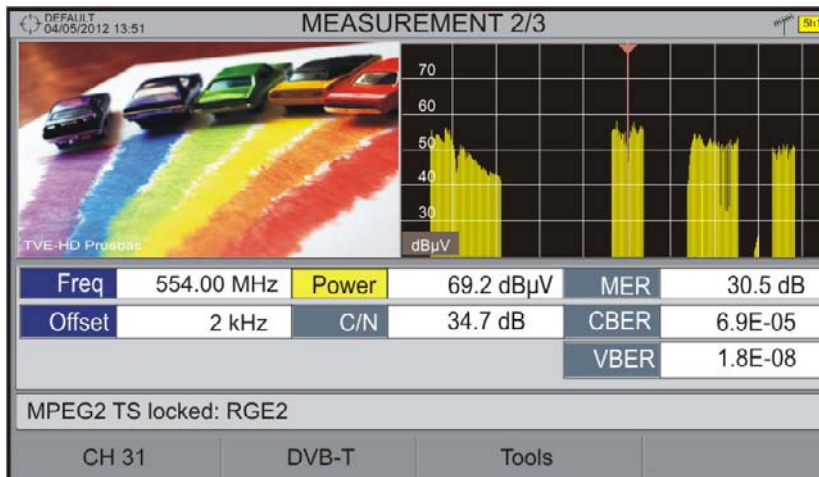 DEFAULT
04/05/2012 13:51
MEASUREMENT 2/3
70
60
50
40
30
dBµV
TVE-HD Pruebas
Freq 554.00 MHz Power 69.2 dBµV MER 30.5 dB
Offset 2 kHz C/N 34.7 dB CBER 6.9E-05
VBER 1.8E-08
MPEG2 TS locked: RGE2
CH 31 DVB-T Tools